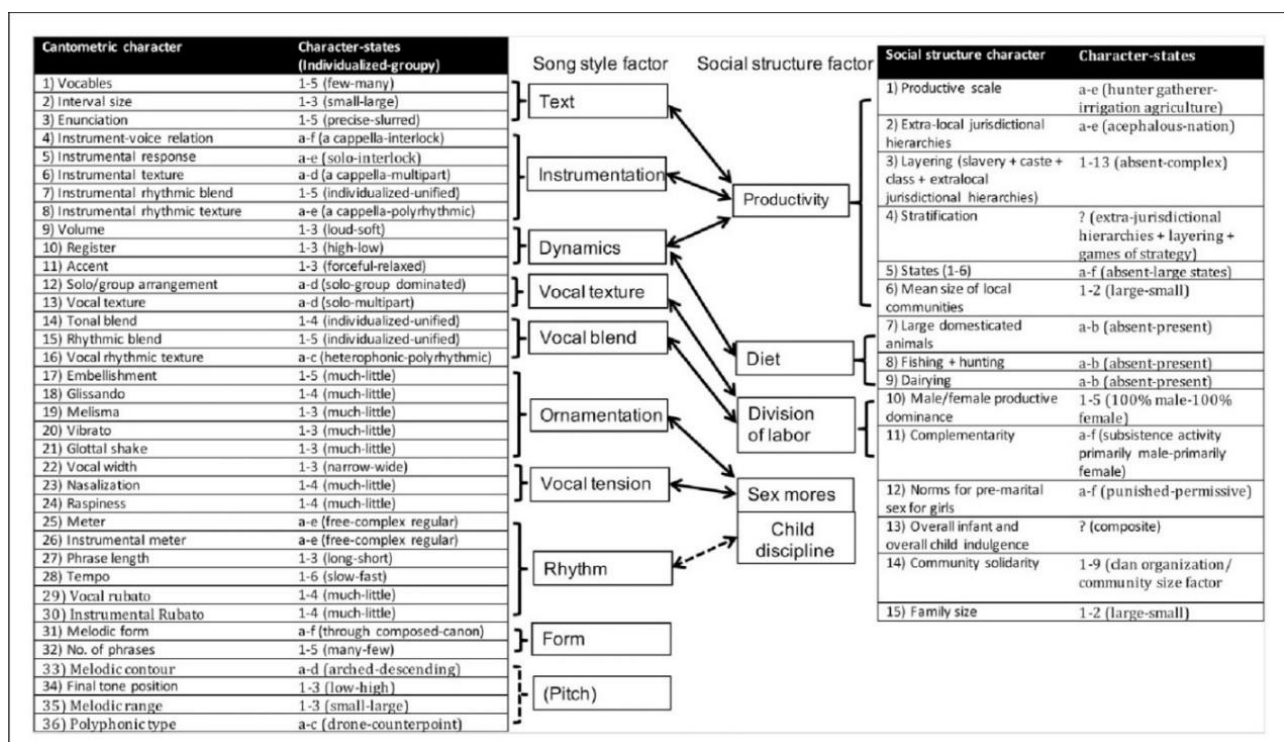 Cantometric character Character-states
(Individualized-groupy)
1) Vocables 1-5 (few-many)
2) Interval size 1-3 (small-large)
3) Enunciation 1-5 (precise-slurred)
4) Instrument-voice relation a-f (a cappella-interlock)
5) Instrumental response a-e (solo-interlock)
6) Instrumental texture a-d (a cappella-multipart)
7) Instrumental rhythmic blend 1-5 (individualized-unified)
8) Instrumental rhythmic texture a-e (a cappella-polyrhythmic)
9) Volume 1-3 (loud-soft)
10) Register 1-3 (high-low)
11) Accent 1-3 (forceful-relaxed)
12) Solo/group arrangement a-d (solo-group dominated)
13) Vocal texture a-d (solo-multipart)
14) Tonal blend 1-4 (individualized-unified)
15) Rhythmic blend 1-5 (individualized-unified)
16) Vocal rhythmic texture a-c (heterophonic-polyrhythmic)
17) Embellishment 1-5 (much-little)
18) Glissando 1-4 (much-little)
19) Melisma 1-3 (much-little)
20) Vibrato 1-3 (much-little)
21) Glottal shake 1-3 (much-little)
22) Vocal width 1-3 (narrow-wide)
23) Nasalization 1-4 (much-little)
24) Raspiness 1-4 (much-little)
25) Meter a-e (free-complex regular)
26) Instrumental meter a-e (free-complex regular)
27) Phrase length 1-3 (long-short)
28) Tempo 1-6 (slow-fast)
29) Vocal rubato 1-4 (much-little)
30) Instrumental Rubato 1-4 (much-little)
31) Melodic form a-f (through composed-canon)
32) No. of phrases 1-5 (many-few)
33) Melodic contour a-d (arched-descending)
34) Final tone position 1-3 (low-high)
35) Melodic range 1-3 (small-large)
36) Polyphonic type a-c (drone-counterpoint)
Song style factor
Text
Instrumentation
Dynamics
Vocal texture
Vocal blend
Ornamentation
Vocal tension
Rhythm
Form
(Pitch)
Social structure factor
Productivity
Diet
Division
of labor
Sex mores
Child
discipline
Social structure character Character-states
1) Productive scale a-e (hunter gatherer-
irrigation agriculture)
2) Extra-local jurisdictional a-e (acephalous-nation)
hierarchies
3) Layering (slavery + caste + 1-13 (absent-complex)
class + extralocal
jurisdictional hierarchies)
4) Stratification ? (extra-jurisdictional
hierarchies + layering +
games of strategy)
5) States (1-6) a-f (absent-large states)
6) Mean size of local 1-2 (large-small)
communities
7) Large domesticated a-b (absent-present)
animals
8) Fishing + hunting a-b (absent-present)
9) Dairying a-b (absent-present)
10) Male/female productive 1-5 (100% male-100%
dominance female)
11) Complementarity a-f (subsistence activity
primarily male-primarily
female)
12) Norms for pre-marital a-f (punished-permissive)
sex for girls
13) Overall infant and ? (composite)
overall child indulgence
14) Community solidarity 1-9 (clan organization/
community size factor
15) Family size 1-2 (large-small)